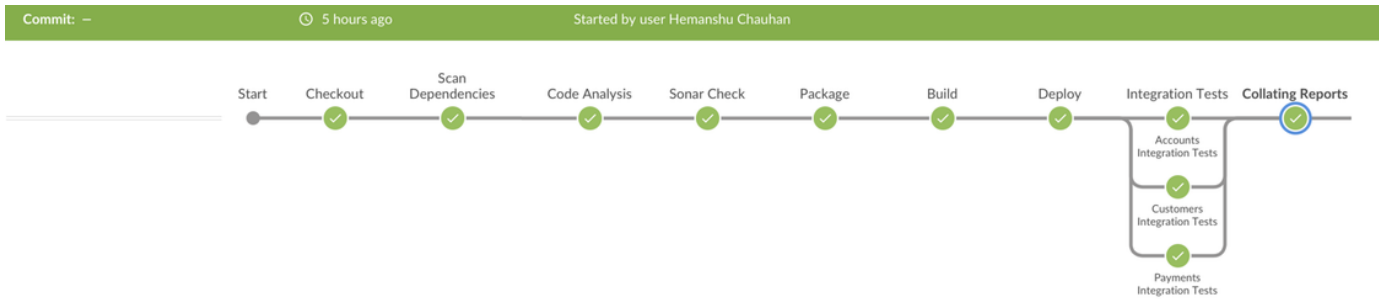 Commit: –
5 hours ago
Started by user Hemanshu Chauhan
Start
Checkout
Scan
Dependencies
Code Analysis
Sonar Check
Package
Build
Deploy
Integration Tests
Collating Reports
Accounts
Integration Tests
Customers
Integration Tests
Payments
Integration Tests